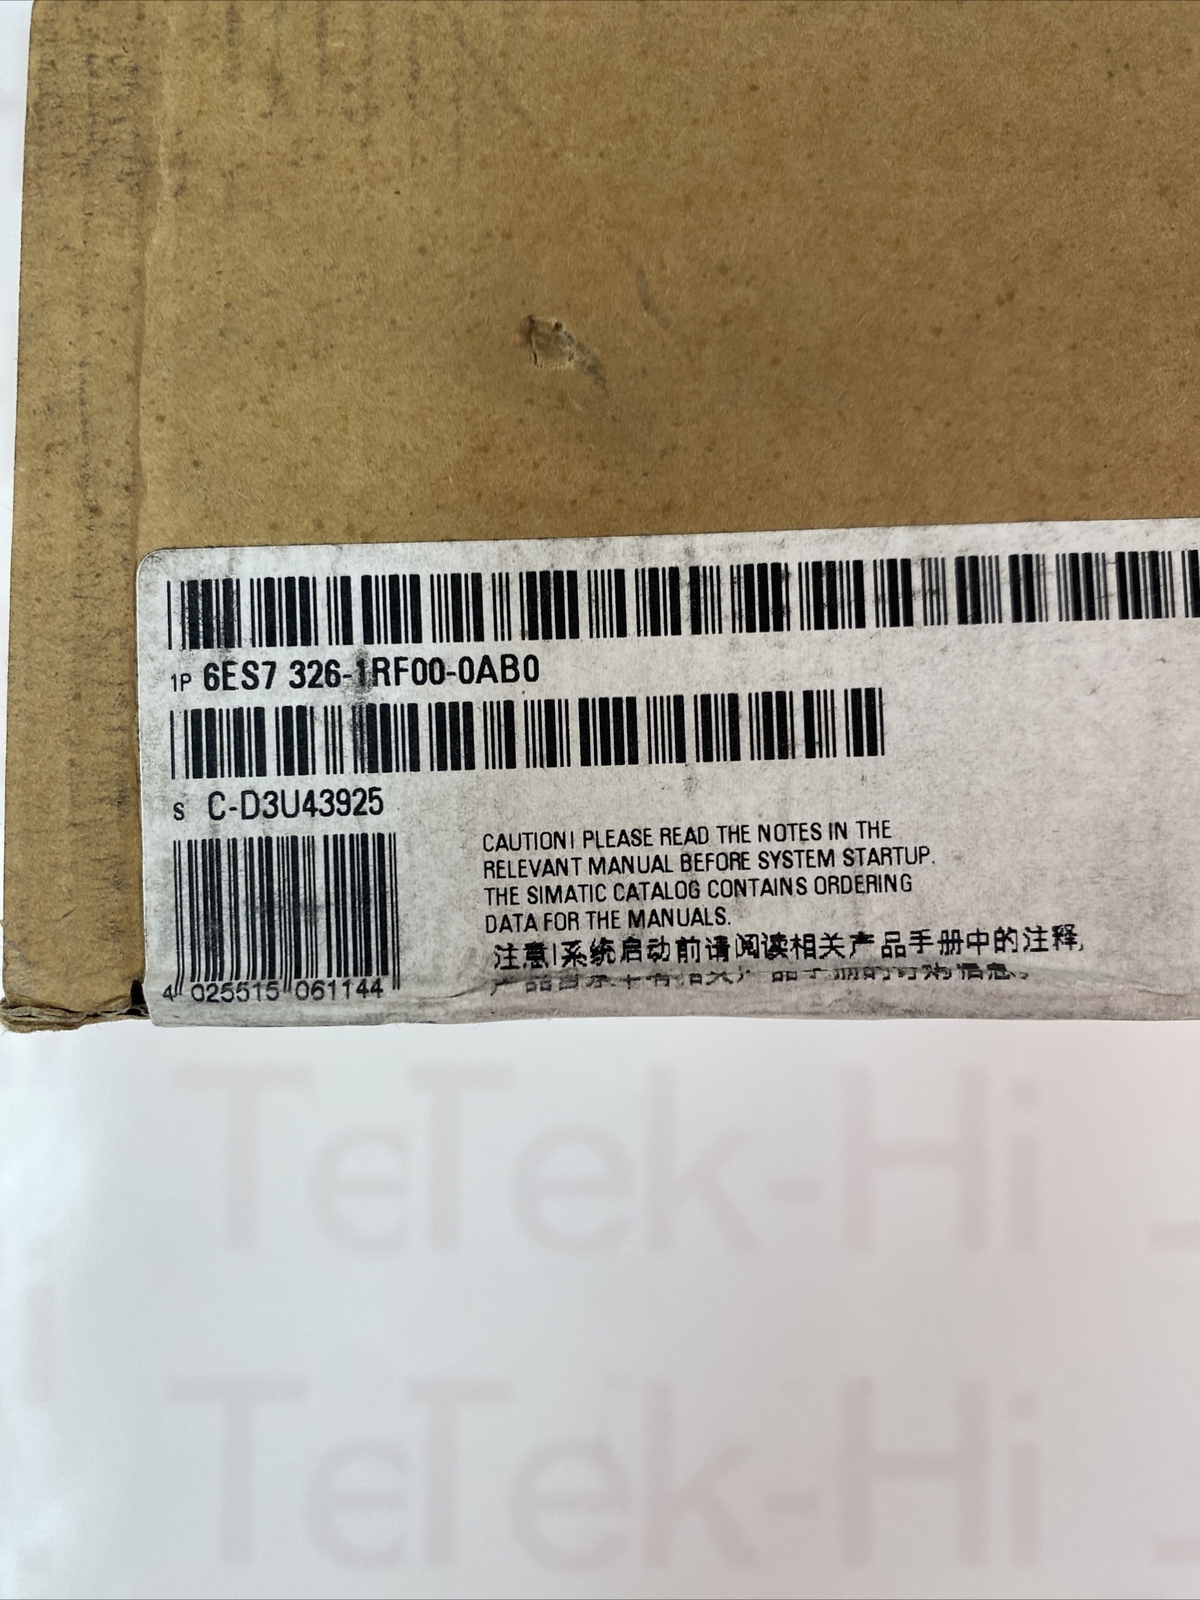 1P 6ES7 326-1RF00-0AB0
S C-D3U43925
CAUTION! PLEASE READ THE NOTES IN THE
RELEVANT MANUAL BEFORE SYSTEM STARTUP.
THE SIMATIC CATALOG CONTAINS ORDERING
DATA FOR THE MANUALS.
注意!系统启动前请阅读相关产品手册中的注释,
4 025515 061144
TeTek-Hi
TeTek-Hi